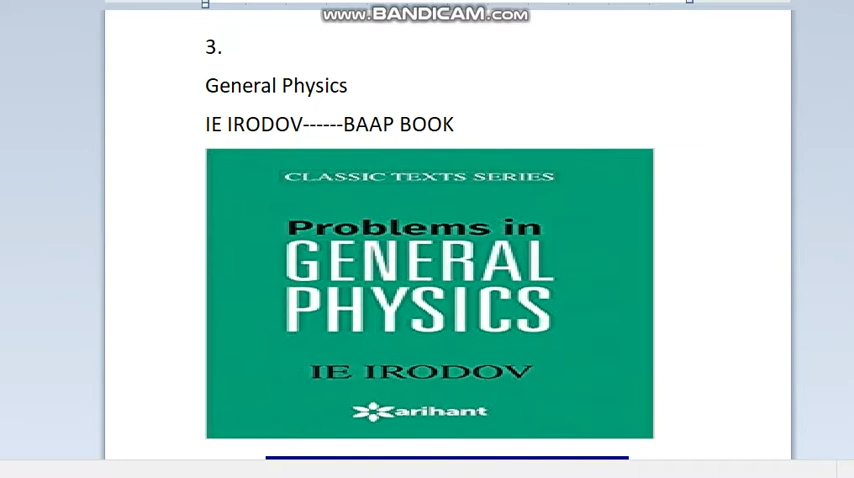 www.BANDICAM.com
3.
General Physics
IE IRODOV------BAAP BOOK
CLASSIC TEXTS SERIES
Problems in
GENERAL
PHYSICS
IE IRODOV
arihant